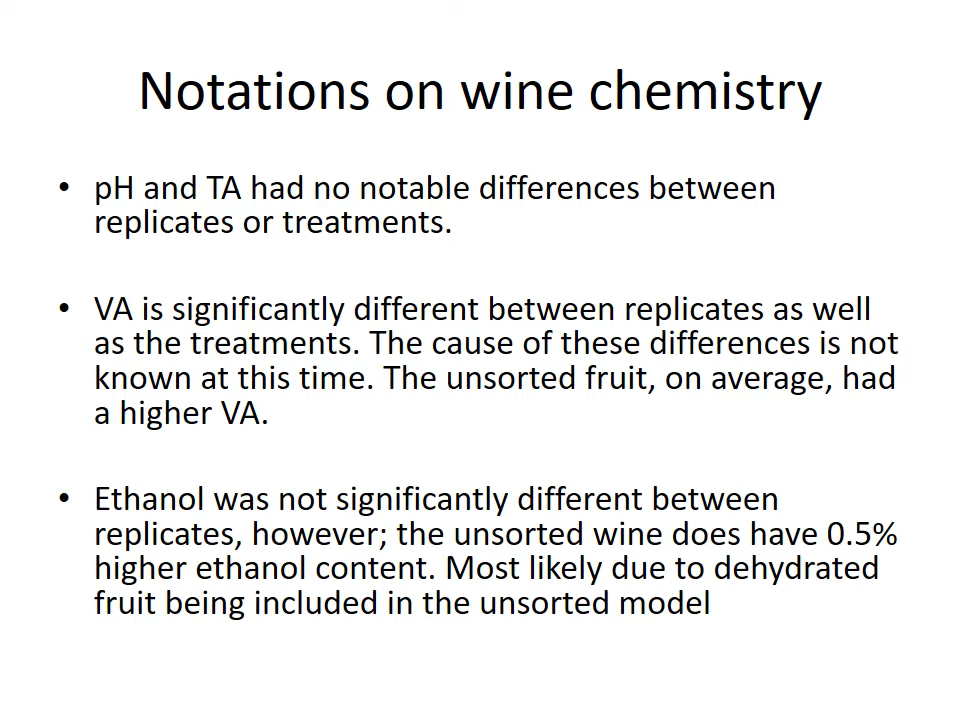 Notations on wine chemistry
• pH and TA had no notable differences between
replicates or treatments.
• VA is significantly different between replicates as well
as the treatments. The cause of these differences is not
known at this time. The unsorted fruit, on average, had
a higher VA.
• Ethanol was not significantly different between
replicates, however; the unsorted wine does have 0.5%
higher ethanol content. Most likely due to dehydrated
fruit being included in the unsorted model